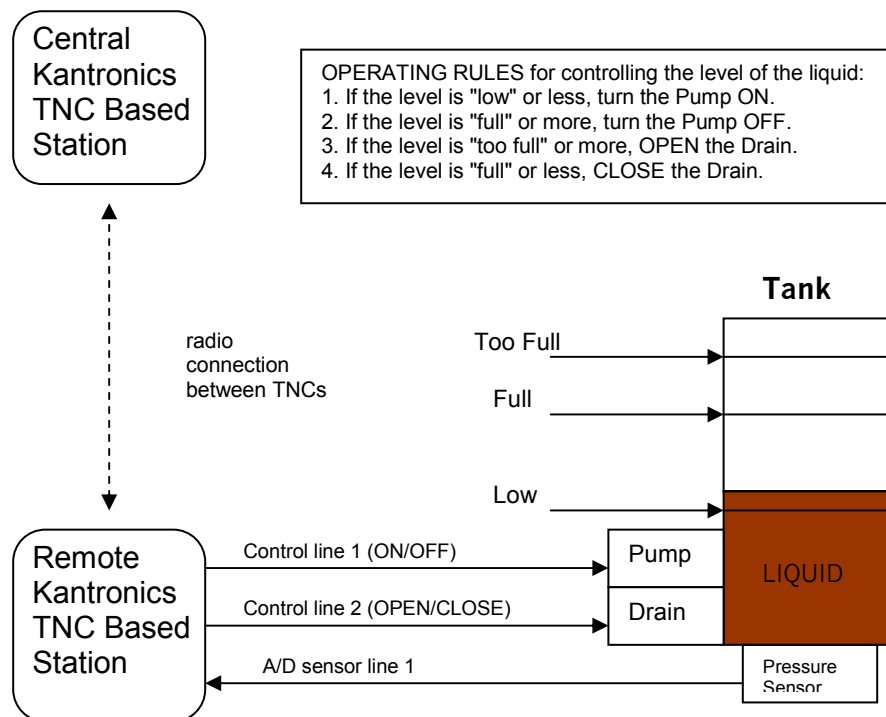 Central
Kantronics
TNC Based
Station
OPERATING RULES for controlling the level of the liquid:
1. If the level is "low" or less, turn the Pump ON.
2. If the level is "full" or more, turn the Pump OFF.
3. If the level is "too full" or more, OPEN the Drain.
4. If the level is "full" or less, CLOSE the Drain.
Tank
radio
connection
between TNCs
Too Full
Full
Low
Remote
Kantronics
TNC Based
Station
Control line 1 (ON/OFF)
Pump
LIQUID
Control line 2 (OPEN/CLOSE)
Drain
A/D sensor line 1
Pressure
Sensor